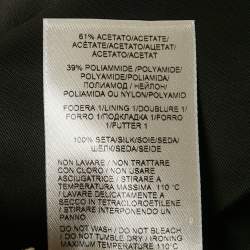 61% ACETATO/ACETATE/
ACÉTATE/ACETATO/АЦЕТАТ/
ACETATO/ACETAT
39% POLIAMMIDE /POLYAMIDE/
POLYAMIDE/POLIAMIDA/
ПОЛИАМИД / НЕЙЛОН/
POLIAMIDA OU NYLON/POLYAMID
FODERA 1/LINING 1/DOUBLURE 1/
FORRO 1/ПОДКЛАДКА 1/FORRO
1/FUTTER 1
100% SETA/SILK/SOIE/SEDA/
ШЕЛК/SEDA/SEIDE
NON LAVARE / NON TRATTARE
CON CLORO / NON USARE
ASCIUGATRICE / STIRARE A
TEMPERATURA MASSIMA 110 °C
/ LAVARE DELICATAMENTE A
SECCO IN TETRACLOROETILENE
/ STIRARE INTERPONENDO UN
PANNO
DO NOT WASH / DO NOT BLEACH
/ DO NOT TUMBLE DRY / IRONING
MAXIMUM TEMPERATURE 110 °C